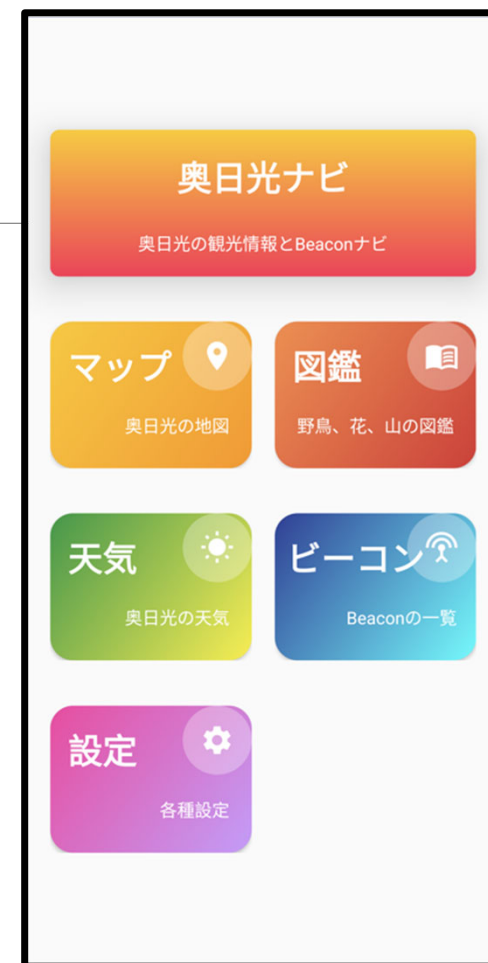 奥日光ナビ
奥日光の観光情報とBeaconナビ
マップ
奥日光の地図
図鑑
野鳥、花、山の図鑑
天気
奥日光の天気
ビーコン
Beaconの一覧
設定
各種設定